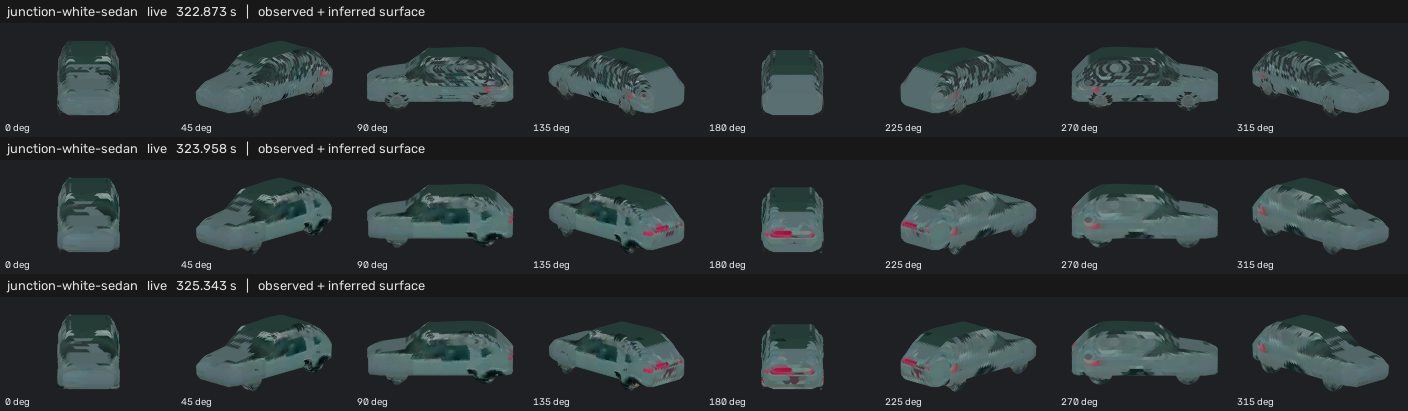 junction-white-sedan live 322.873 s | observed + inferred surface
0 deg 45 deg 90 deg 135 deg 180 deg 225 deg 270 deg 315 deg
junction-white-sedan live 323.958 s | observed + inferred surface
0 deg 45 deg 90 deg 135 deg 180 deg 225 deg 270 deg 315 deg
junction-white-sedan live 325.343 s | observed + inferred surface
0 deg 45 deg 90 deg 135 deg 180 deg 225 deg 270 deg 315 deg